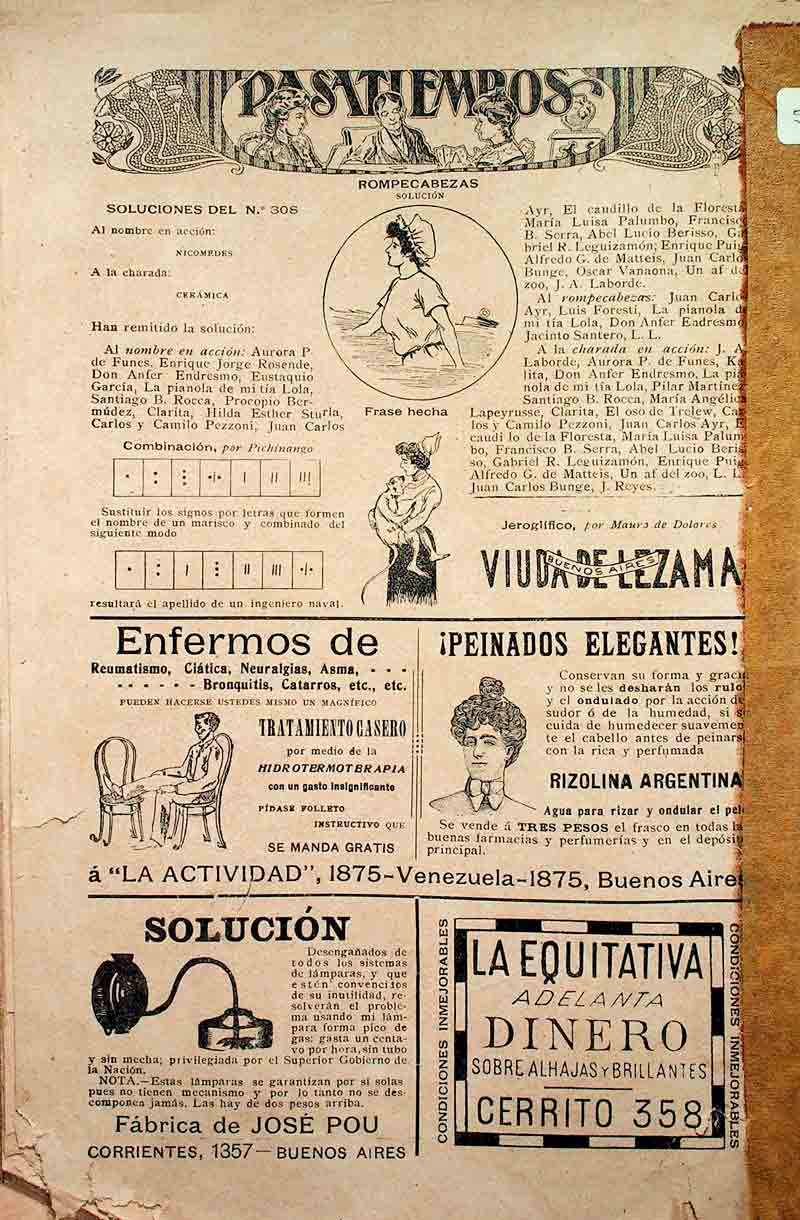 PASATIEMPOS
SOLUCIONES DEL N.° 308
Al nombre en acción:
NICOMEDES
A la charada:
CERÁMICA
Han remitido la solución:
Al nombre en acción: Aurora P.
de Funes, Enrique Jorge Rosende,
Don Anfer Endresmo, Eustaquio
García, La pianola de mi tía Lola,
Santiago B. Rocca, Procopio Ber-
múdez, Clarita, Hilda Esther Sturla,
Carlos y Camilo Pezzoni, Juan Carlos
ROMPECABEZAS
SOLUCIÓN
Ayr, El caudillo de la Floresta
María Luisa Palumbo, Francisc
B. Serra, Abel Lucio Berisso, Ga
briel R. Leguizamón, Enrique Puig
Alfredo G. de Matteis, Juan Carlo
Bunge, Oscar Vanaona, Un af de
zoo, J. A. Laborde.
Al rompecabezas: Juan Carlo
Ayr, Luis Foresti, La pianola d
mi tía Lola, Don Anfer Endresmo
Jacinto Santero, L. L.
A la charada en acción: J. A
Laborde, Aurora P. de Funes, Ka
lita, Don Anfer Endresmo, La pia
nola de mi tía Lola, Pilar Martínez
Santiago B. Rocca, María Angélica
Lapeyrusse, Clarita, El oso de Trelew, Car
los y Camilo Pezzoni, Juan Carlos Ayr, E
caudi lo de la Floresta, María Luisa Palum
bo, Francisco B. Serra, Abel Lucio Beris
so, Gabriel R. Leguizamón, Enrique Puig
Alfredo G. de Matteis, Un af del zoo, L. L
Juan Carlos Bunge, J. Reyes.
Combinación, por Pichinango
Sustituir los signos por letras que formen
el nombre de un marisco y combinado del
siguiente modo
resultará el apellido de un ingeniero naval.
Frase hecha
Jeroglífico, por Mauro de Dolores
VIUDA DE LEZAMA
BUENOS AIRES
Enfermos de
Reumatismo, Ciática, Neuralgias, Asma, - - -
- - - - - - Bronquitis, Catarros, etc., etc.
PUEDEN HACERSE USTEDES MISMO UN MAGNÍFICO
TRATAMIENTO CASERO
por medio de la
HIDROTERMOTERAPIA
con un gasto insignificante
PÍDASE FOLLETO
INSTRUCTIVO QUE
SE MANDA GRATIS
¡PEINADOS ELEGANTES!
Conservan su forma y graci
y no se les desharán los rulo
y el ondulado por la acción de
sudor ó de la humedad, si s
cuida de humedecer suavemen
te el cabello antes de peinars
con la rica y perfumada
RIZOLINA ARGENTINA
Agua para rizar y ondular el pel
Se vende á TRES PESOS el frasco en todas la
buenas farmacias y perfumerías y en el depósit
principal.
á "LA ACTIVIDAD", 1875-Venezuela-1875, Buenos Aire
SOLUCIÓN
Desengañados de
todos los sistemas
de lámparas, y que
estén convencidos
de su inutilidad, re-
solverán el proble-
ma usando mi lám-
para forma pico de
gas: gasta un centa-
vo por hora, sin tubo
y sin mecha; privilegiada por el Superior Gobierno de
la Nación.
NOTA.—Estas lámparas se garantizan por si solas
pues no tienen mecanismo y por lo tanto no se des-
compone jamás. Las hay de dos pesos arriba.
Fábrica de JOSÉ POU
CORRIENTES, 1357—BUENOS AIRES
CONDICIONES INMEJORABLES
LA EQUITATIVA
ADELANTA
DINERO
SOBRE ALHAJAS Y BRILLANTES
CERRITO 358
CONDICIONES INMEJORABLES